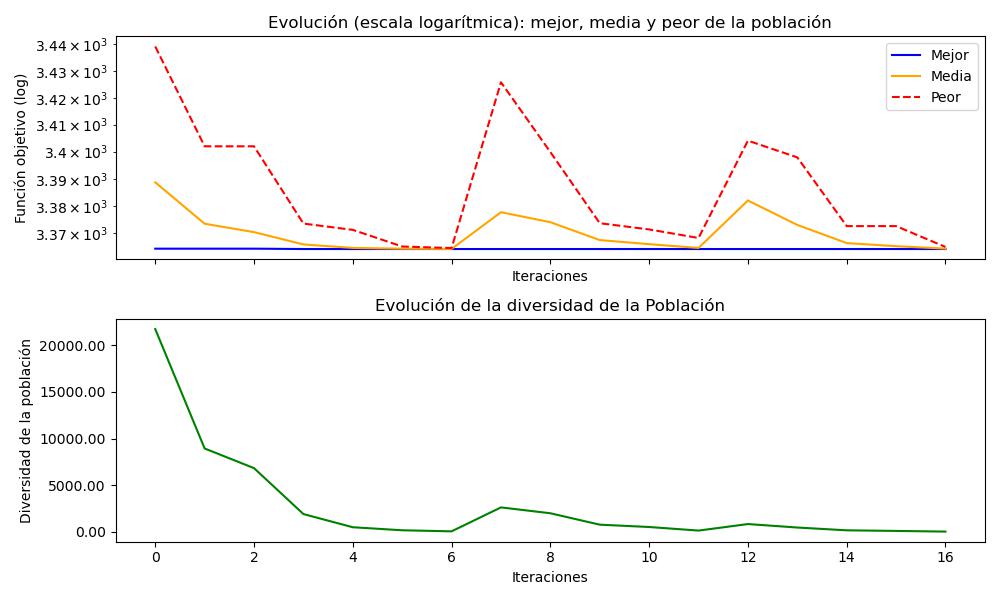 Evolución (escala logarítmica): mejor, media y peor de la población
Función objetivo (log)
3.44 × 10³
3.43 × 10³
3.42 × 10³
3.41 × 10³
3.4 × 10³
3.39 × 10³
3.38 × 10³
3.37 × 10³
Mejor
Media
Peor
Iteraciones
Evolución de la diversidad de la Población
Diversidad de la población
20000.00
15000.00
10000.00
5000.00
0.00
0 2 4 6 8 10 12 14 16
Iteraciones